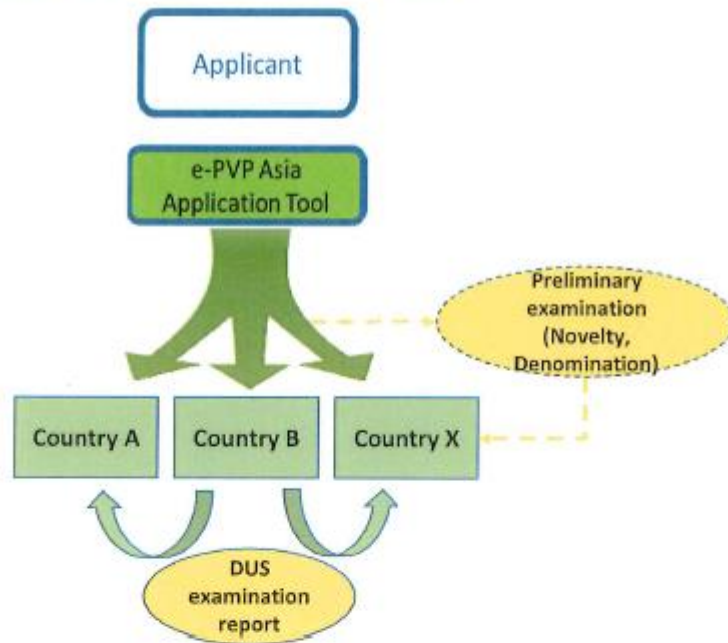 Applicant
e-PVP Asia
Application Tool
Preliminary
examination
(Novelty,
Denomination)
Country A
Country B
Country X
DUS
examination
report